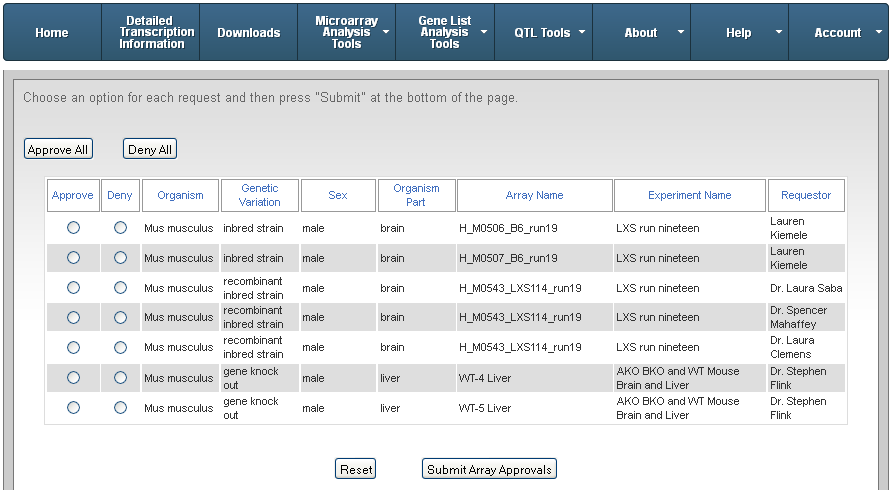 Home
Detailed Transcription Information
Downloads
Microarray Analysis Tools
Gene List Analysis Tools
QTL Tools
About
Help
Account
Choose an option for each request and then press "Submit" at the bottom of the page.
Approve All Deny All
Approve Deny Organism Genetic Variation Sex Organism Part Array Name Experiment Name Requestor
Mus musculus inbred strain male brain H_M0506_B6_run19 LXS run nineteen Lauren Kiemele
Mus musculus inbred strain male brain H_M0507_B6_run19 LXS run nineteen Lauren Kiemele
Mus musculus recombinant inbred strain male brain H_M0543_LXS114_run19 LXS run nineteen Dr. Laura Saba
Mus musculus recombinant inbred strain male brain H_M0543_LXS114_run19 LXS run nineteen Dr. Spencer Mahaffey
Mus musculus recombinant inbred strain male brain H_M0543_LXS114_run19 LXS run nineteen Dr. Laura Clemens
Mus musculus gene knock out male liver WT-4 Liver AKO BKO and WT Mouse Brain and Liver Dr. Stephen Flink
Mus musculus gene knock out male liver WT-5 Liver AKO BKO and WT Mouse Brain and Liver Dr. Stephen Flink
Reset Submit Array Approvals